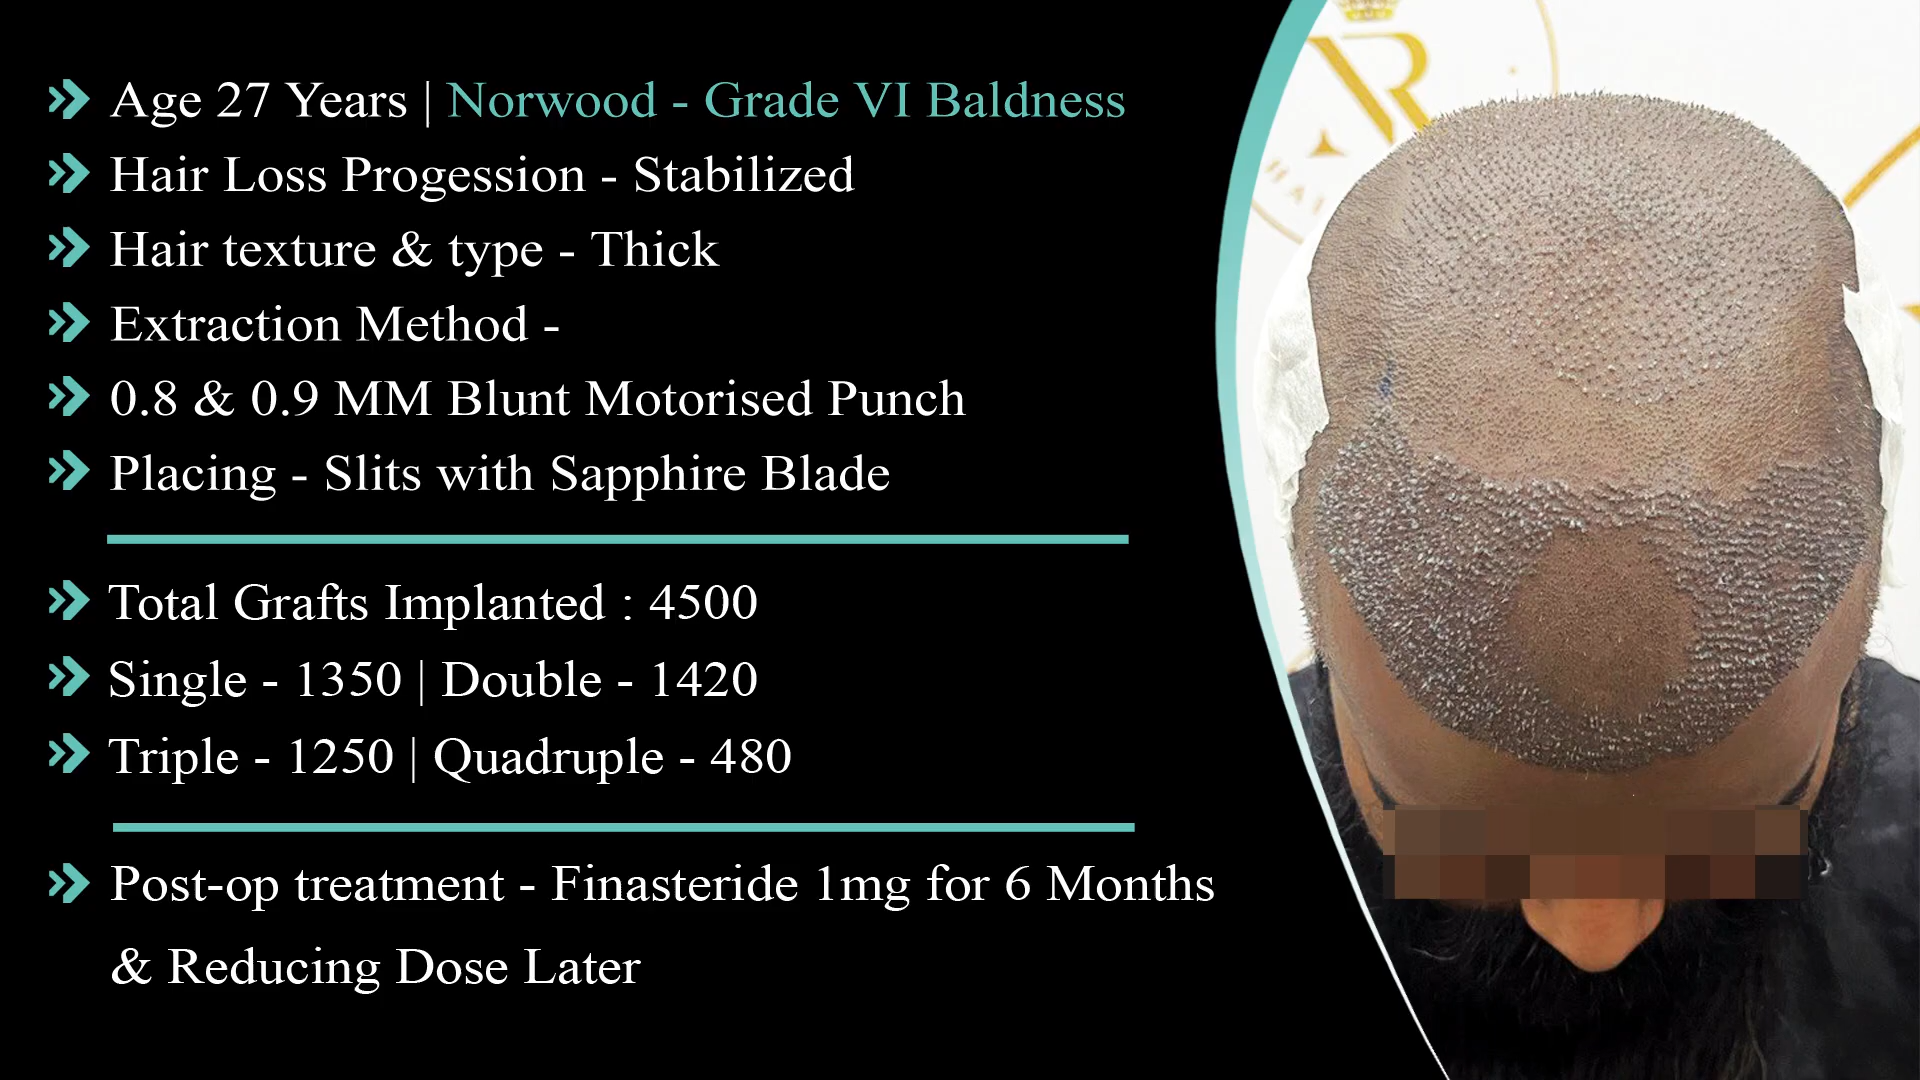 Age 27 Years | Norwood - Grade VI Baldness
Hair Loss Progession - Stabilized
Hair texture & type - Thick
Extraction Method -
0.8 & 0.9 MM Blunt Motorised Punch
Placing - Slits with Sapphire Blade
Total Grafts Implanted : 4500
Single - 1350 | Double - 1420
Triple - 1250 | Quadruple - 480
Post-op treatment - Finasteride 1mg for 6 Months
& Reducing Dose Later